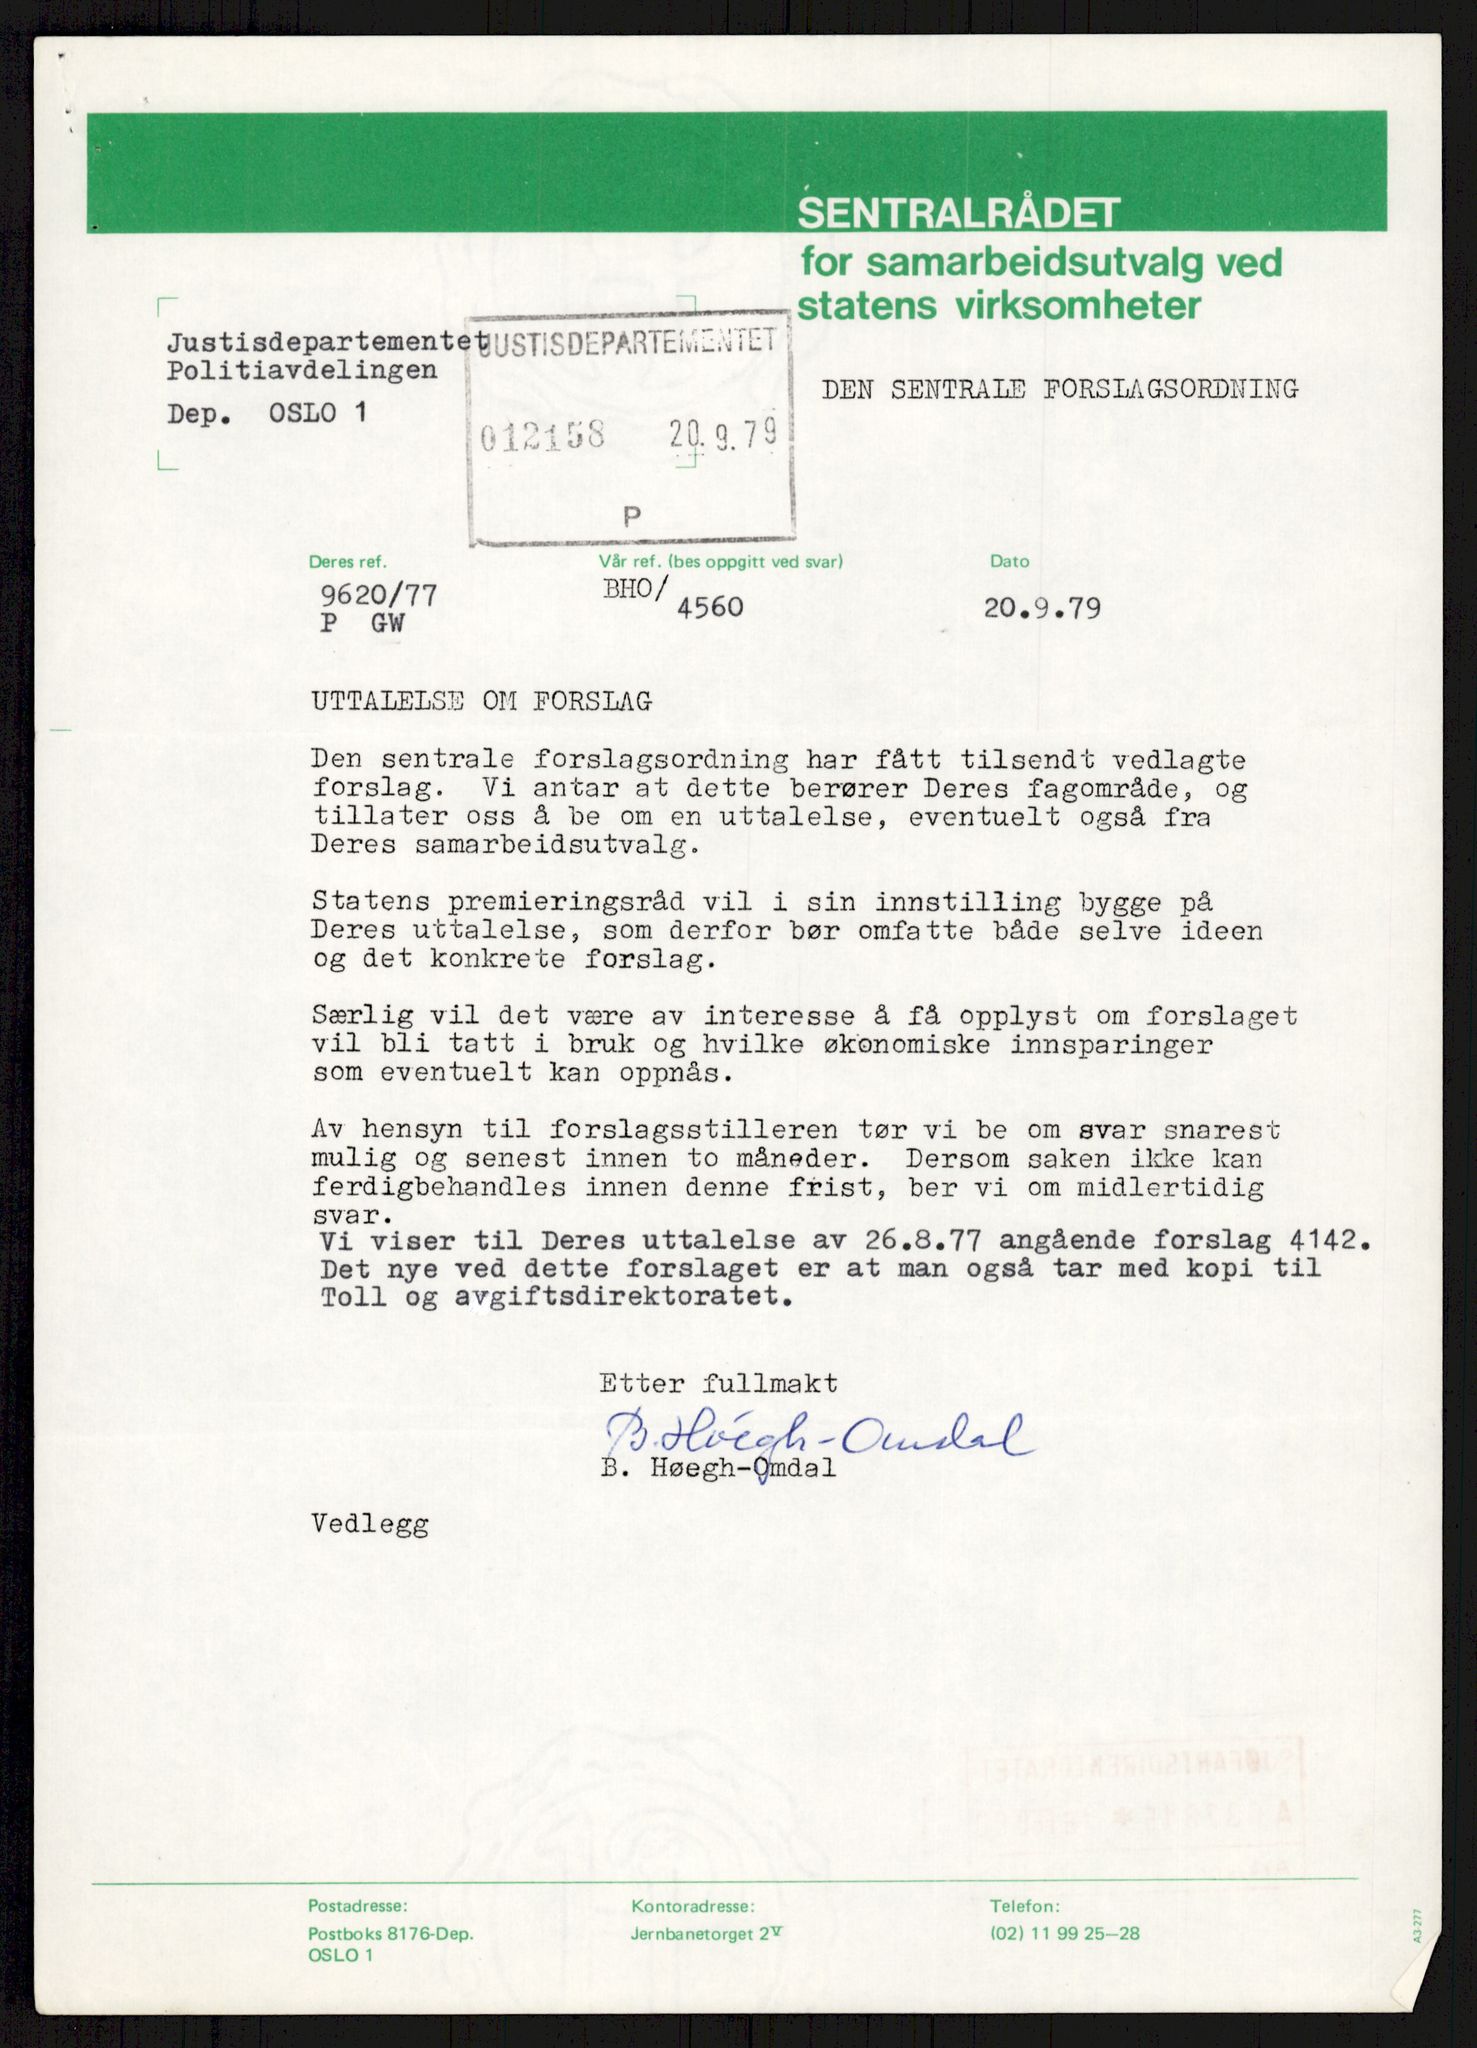 SENTRALRÅDET
for samarbeidsutvalg ved
statens virksomheter
Justisdepartementet
Politiavdelingen
Dep. OSLO 1
JUSTISDEPARTEMENTET
012158 20.9.79
P
DEN SENTRALE FORSLAGSORDNING
Deres ref.
9620/77
P GW
Vår ref. (bes oppgitt ved svar)
BHO/
4560
Dato
20.9.79
UTTALELSE OM FORSLAG
Den sentrale forslagsordning har fått tilsendt vedlagte
forslag. Vi antar at dette berører Deres fagområde, og
tillater oss å be om en uttalelse, eventuelt også fra
Deres samarbeidsutvalg.
Statens premieringsråd vil i sin innstilling bygge på
Deres uttalelse, som derfor bør omfatte både selve ideen
og det konkrete forslag.
Særlig vil det være av interesse å få opplyst om forslaget
vil bli tatt i bruk og hvilke økonomiske innsparinger
som eventuelt kan oppnås.
Av hensyn til forslagsstilleren tør vi be om svar snarest
mulig og senest innen to måneder. Dersom saken ikke kan
ferdigbehandles innen denne frist, ber vi om midlertidig
svar.
Vi viser til Deres uttalelse av 26.8.77 angående forslag 4142.
Det nye ved dette forslaget er at man også tar med kopi til
Toll og avgiftsdirektoratet.
Etter fullmakt
B. Høegh-Omdal
B. Høegh-Omdal
Vedlegg
Postadresse:
Postboks 8176-Dep.
OSLO 1
Kontoradresse:
Jernbanetorget 2V
Telefon:
(02) 11 99 25–28
A3-277